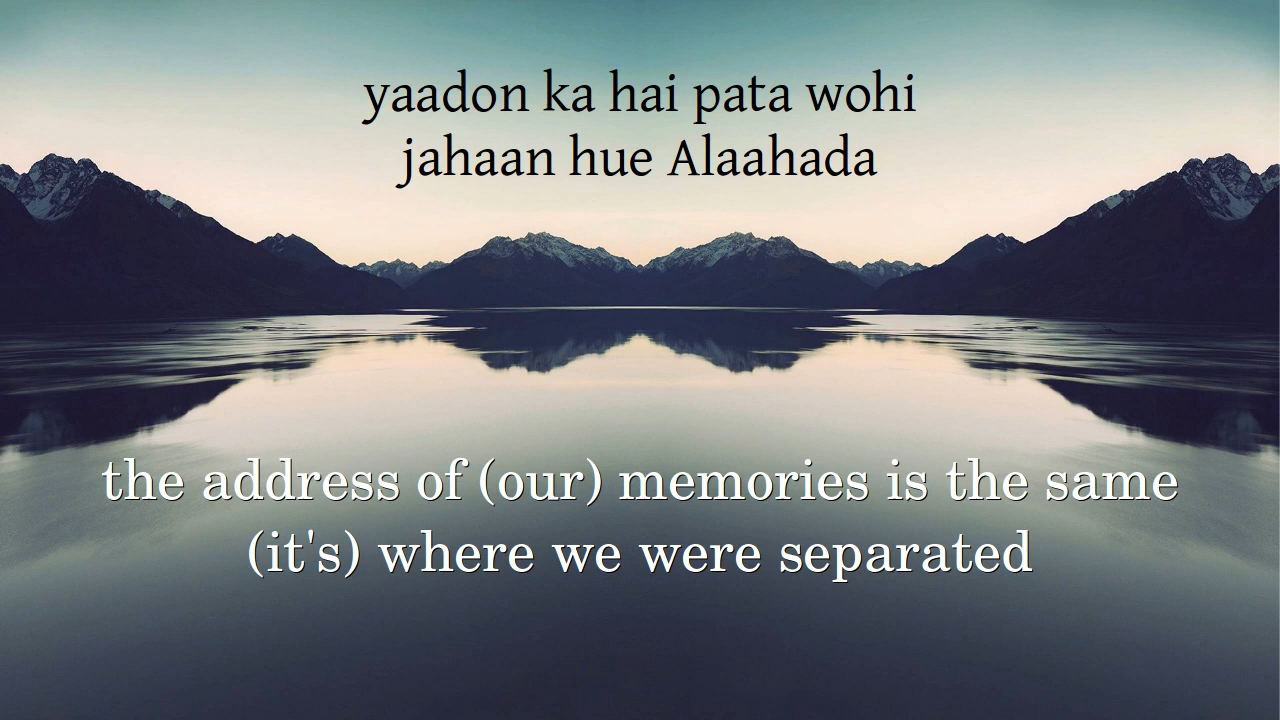 yaadon ka hai pata wohi
jahaan hue Alaahada
the address of (our) memories is the same
(it's) where we were separated